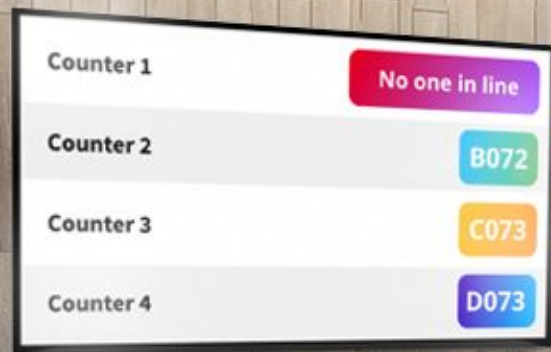 Counter 1 No one in line
Counter 2 B072
Counter 3 C073
Counter 4 D073